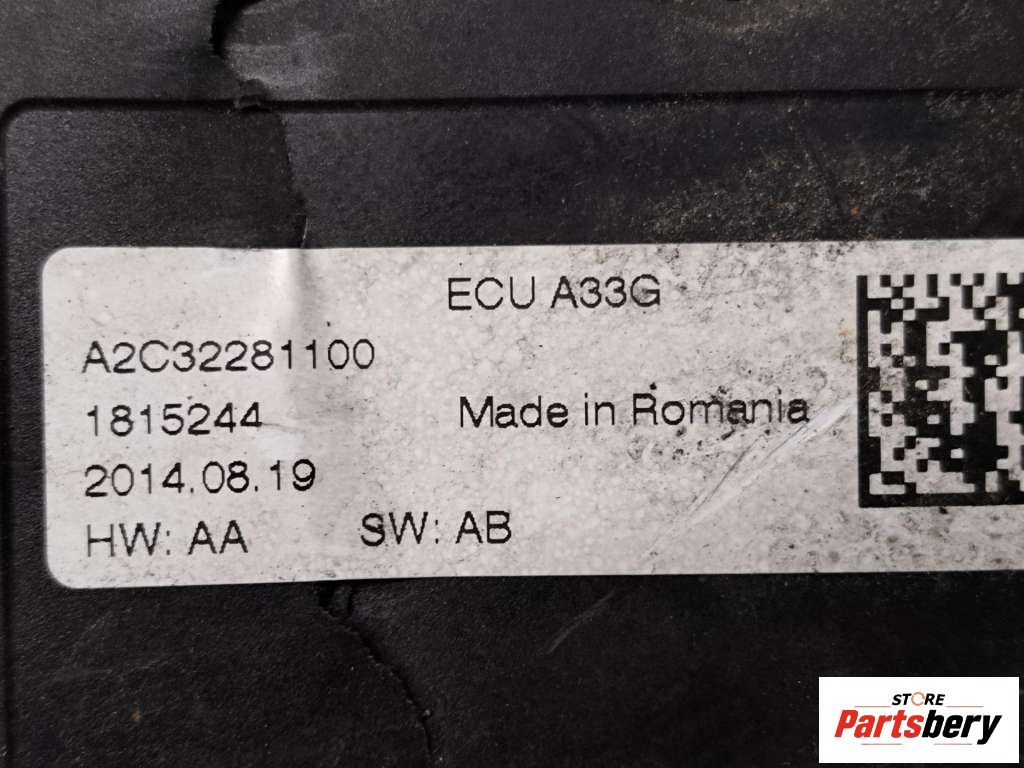 ECU A33G
A2C32281100
1815244
Made in Romania
2014.08.19
HW: AA SW: AB
STORE
Partsbery